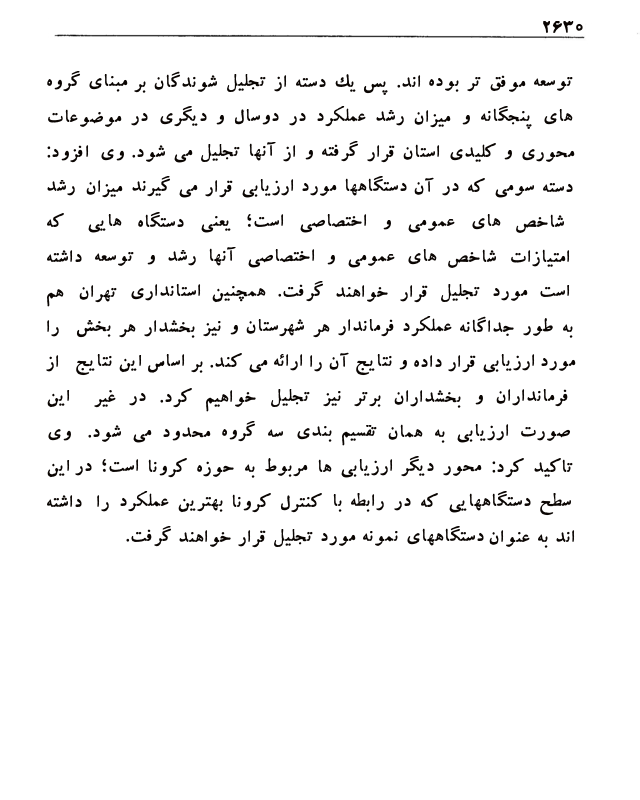 ۲۶۳۰
توسعه موفق تر بوده اند. پس یك دسته از تجلیل شوندگان بر مبنای گروه
های پنجگانه و میزان رشد عملکرد در دوسال و دیگری در موضوعات
محوری و کلیدی استان قرار گرفته و از آنها تجلیل می شود. وی افزود:
دسته سومی که در آن دستگاهها مورد ارزیابی قرار می گیرند میزان رشد
شاخص های عمومی و اختصاصی است؛ یعنی دستگاه هایی که
امتیازات شاخص های عمومی و اختصاصی آنها رشد و توسعه داشته
است مورد تجلیل قرار خواهند گرفت. همچنین استانداری تهران هم
به طور جداگانه عملکرد فرماندار هر شهرستان و نیز بخشدار هر بخش را
مورد ارزیابی قرار داده و نتایج آن را ارائه می کند. بر اساس این نتایج از
فرمانداران و بخشداران برتر نیز تجلیل خواهیم کرد. در غیر این
صورت ارزیابی به همان تقسیم بندی سه گروه محدود می شود. وی
تاکید کرد: محور دیگر ارزیابی ها مربوط به حوزه کرونا است؛ در این
سطح دستگاههایی که در رابطه با کنترل کرونا بهترین عملکرد را داشته
اند به عنوان دستگاههای نمونه مورد تجلیل قرار خواهند گرفت.